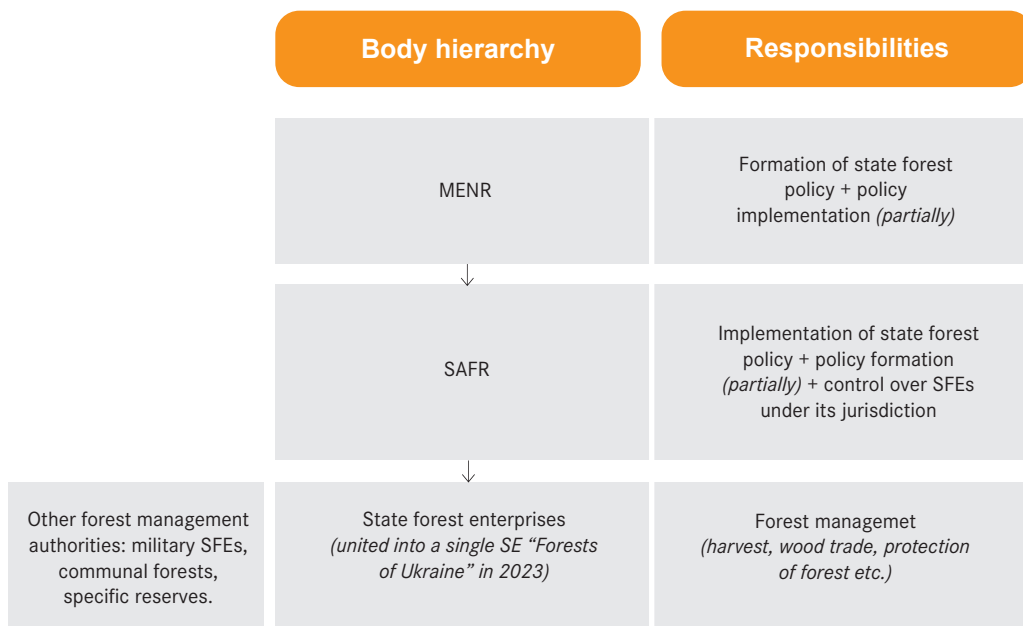 Body hierarchy
Responsibilities
MENR
Formation of state forest
policy + policy
implementation (partially)
SAFR
Implementation of state forest
policy + policy formation
(partially) + control over SFEs
under its jurisdiction
Other forest management
authorities: military SFEs,
communal forests,
specific reserves.
State forest enterprises
(united into a single SE “Forests
of Ukraine” in 2023)
Forest managemet
(harvest, wood trade, protection
of forest etc.)